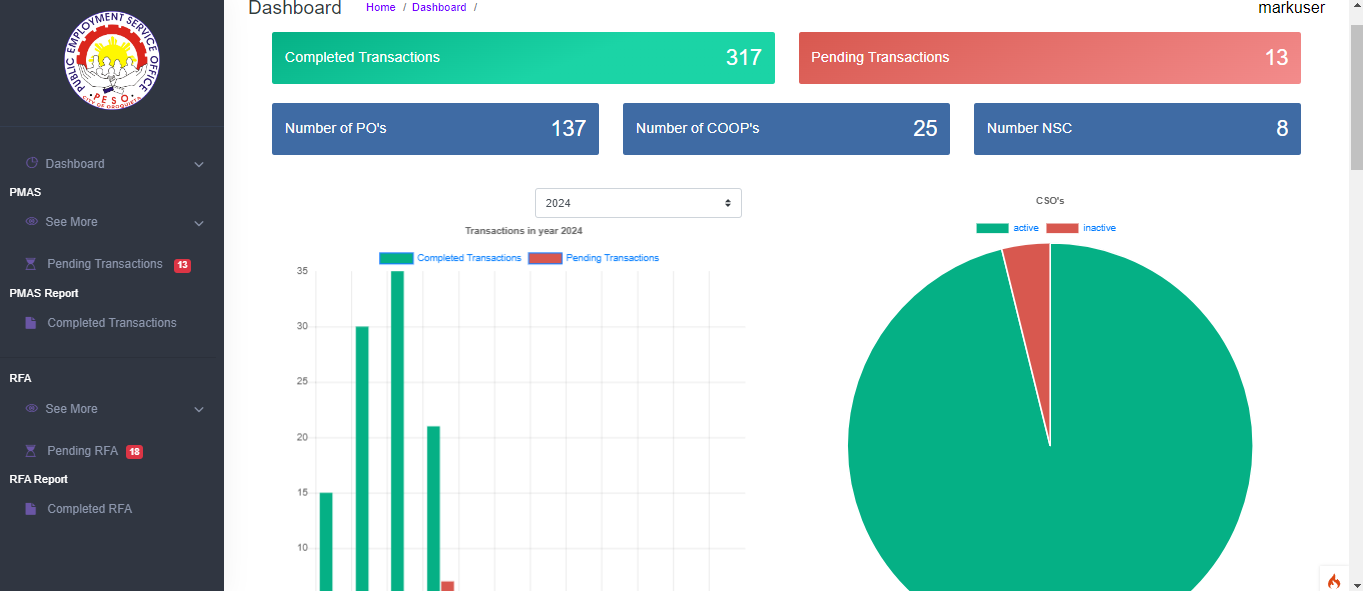 Dashboard
Home / Dashboard /
markuser
PUBLIC EMPLOYMENT SERVICE OFFICE
PESO
CITY OF OROQUIETA
Dashboard
PMAS
See More
Pending Transactions 13
PMAS Report
Completed Transactions
RFA
See More
Pending RFA 18
RFA Report
Completed RFA
Completed Transactions 317
Pending Transactions 13
Number of PO's 137
Number of COOP's 25
Number NSC 8
2024
Transactions in year 2024
Completed Transactions Pending Transactions
35
30
25
20
15
10
CSO's
active inactive